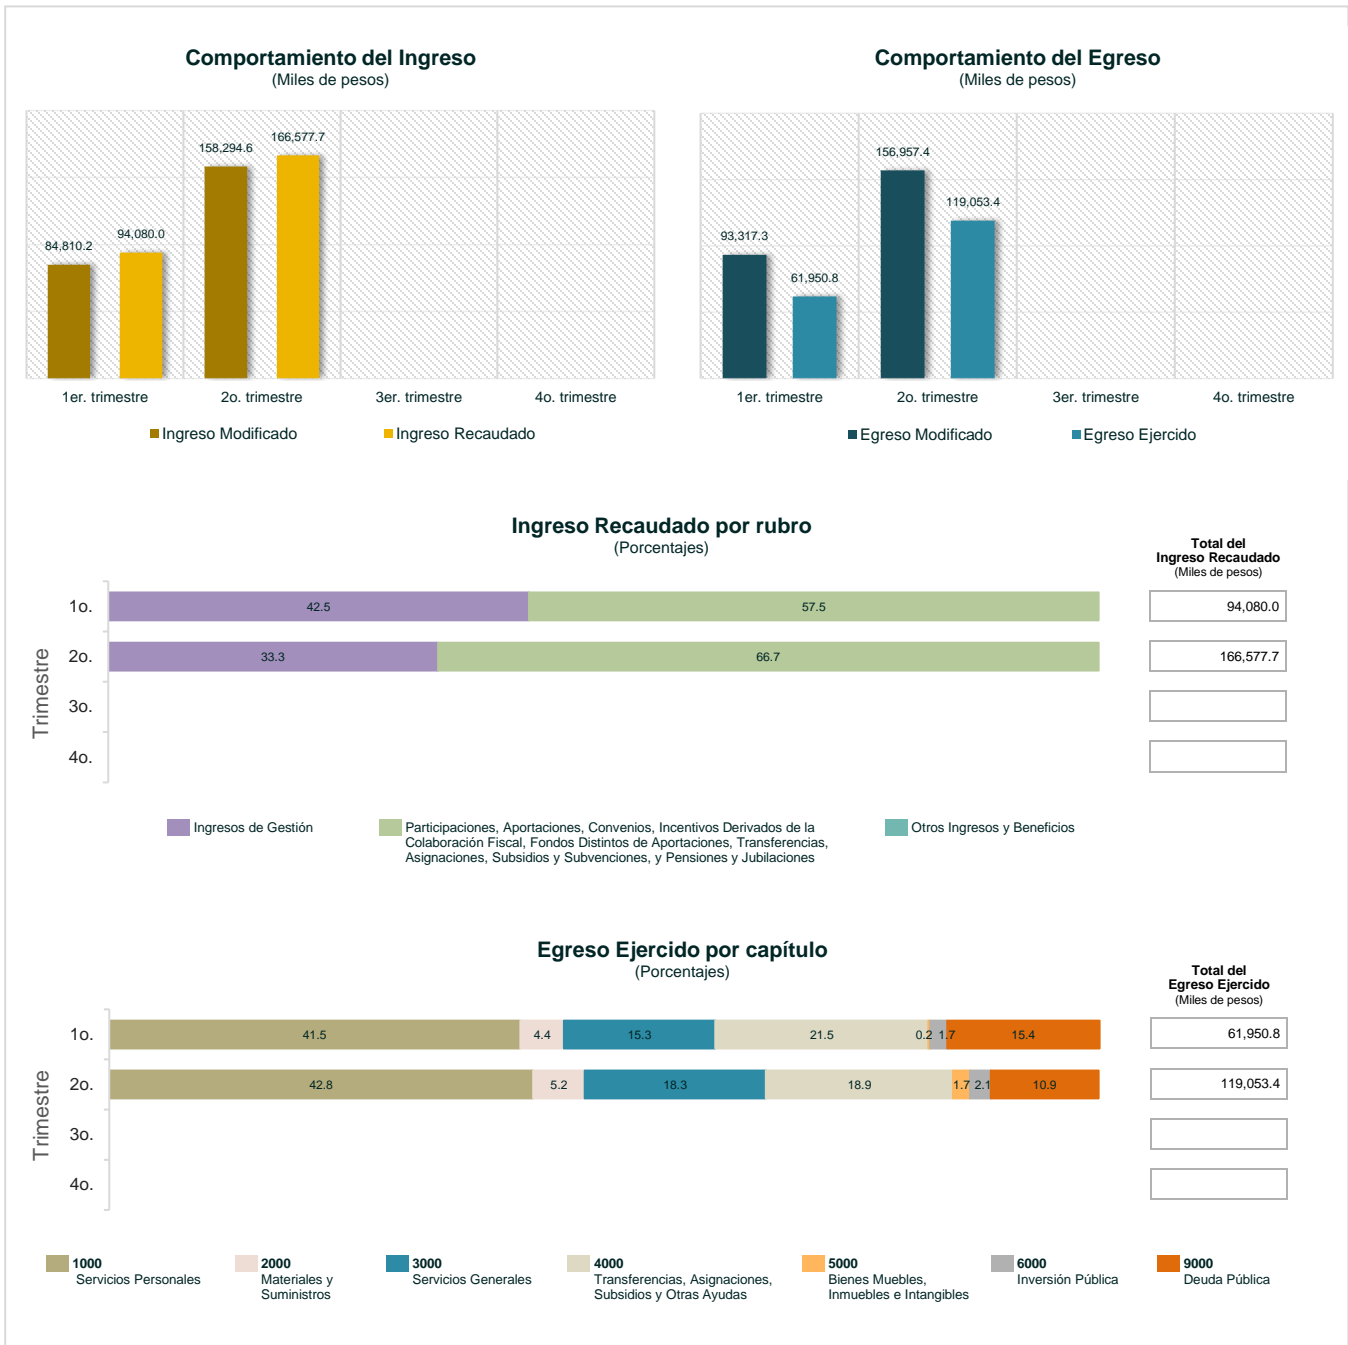 Comportamiento del Ingreso
(Miles de pesos)
84,810.2
94,080.0
158,294.6
166,577.7
1er. trimestre
2o. trimestre
3er. trimestre
4o. trimestre
Ingreso Modificado
Ingreso Recaudado
Comportamiento del Egreso
(Miles de pesos)
93,317.3
61,950.8
156,957.4
119,053.4
1er. trimestre
2o. trimestre
3er. trimestre
4o. trimestre
Egreso Modificado
Egreso Ejercido
Ingreso Recaudado por rubro
(Porcentajes)
Total del
Ingreso Recaudado
(Miles de pesos)
Trimestre
1o.
42.5
57.5
94,080.0
2o.
33.3
66.7
166,577.7
3o.
4o.
Ingresos de Gestión
Participaciones, Aportaciones, Convenios, Incentivos Derivados de la
Colaboración Fiscal, Fondos Distintos de Aportaciones, Transferencias,
Asignaciones, Subsidios y Subvenciones, y Pensiones y Jubilaciones
Otros Ingresos y Beneficios
Egreso Ejercido por capítulo
(Porcentajes)
Total del
Egreso Ejercido
(Miles de pesos)
Trimestre
1o.
41.5
4.4
15.3
21.5
0.2
1.7
15.4
61,950.8
2o.
42.8
5.2
18.3
18.9
1.7
2.1
10.9
119,053.4
3o.
4o.
1000
Servicios Personales
2000
Materiales y
Suministros
3000
Servicios Generales
4000
Transferencias, Asignaciones,
Subsidios y Otras Ayudas
5000
Bienes Muebles,
Inmuebles e Intangibles
6000
Inversión Pública
9000
Deuda Pública